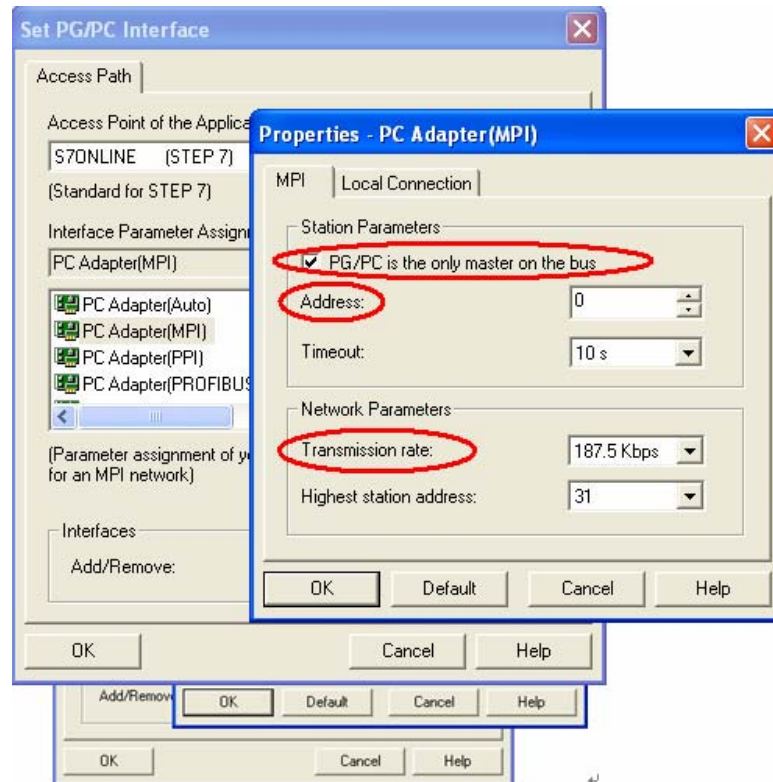 Set PG/PC Interface
Access Path
Access Point of the Applica
S7ONLINE (STEP 7)
(Standard for STEP 7)
Interface Parameter Assign
PC Adapter(MPI)
PC Adapter(Auto)
PC Adapter(MPI)
PC Adapter(PPI)
PC Adapter(PROFIBUS
(Parameter assignment of y
for an MPI network)
Interfaces
Add/Remove:
OK
Cancel
Help
Properties - PC Adapter(MPI)
MPI
Local Connection
Station Parameters
PG/PC is the only master on the bus
Address:
0
Timeout:
10 s
Network Parameters
Transmission rate:
187.5 Kbps
Highest station address:
31
OK
Default
Cancel
Help
Add/Remov
OK
Default
Cancel
Help
OK
Cancel
Help